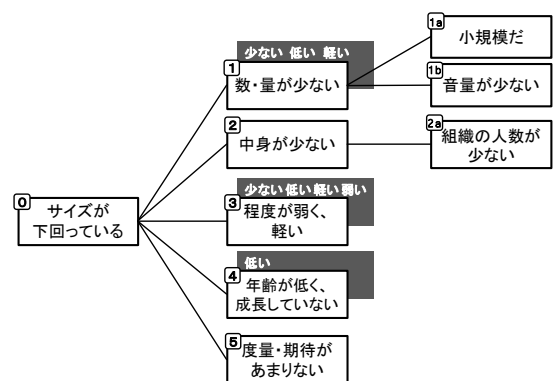 0
サイズが
下回っている
少ない 低い 軽い
1
数・量が少ない
1a
小規模だ
1b
音量が少ない
2
中身が少ない
2a
組織の人数が
少ない
少ない 低い 軽い 弱い
3
程度が弱く、
軽い
低い
4
年齢が低く、
成長していない
5
度量・期待が
あまりない